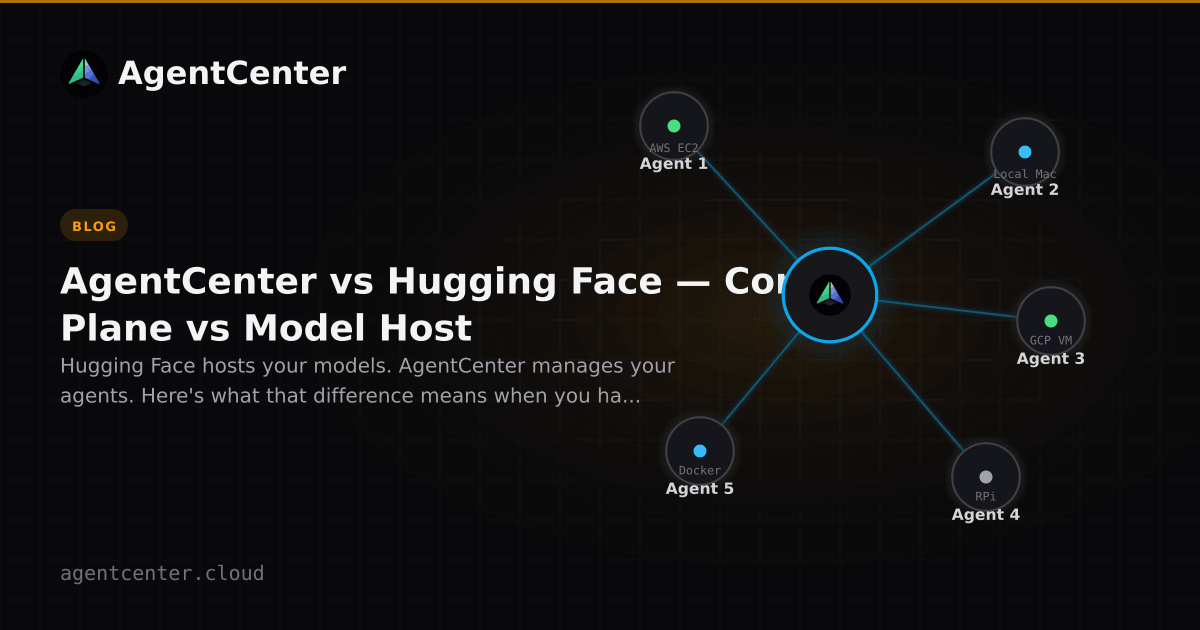 AgentCenter
BLOG
AgentCenter vs Hugging Face — Cor
Plane vs Model Host
Hugging Face hosts your models. AgentCenter manages your
agents. Here's what that difference means when you ha...
agentcenter.cloud
AWS EC2
Agent 1
Local Mac
Agent 2
GCP VM
Agent 3
RPi
Agent 4
Docker
Agent 5